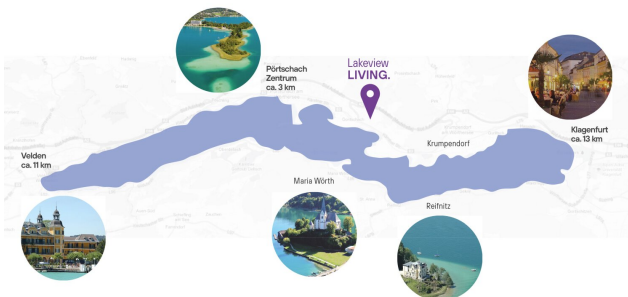 Pörtschach
Zentrum
ca. 3 km
Lakeview
LIVING.
Klagenfurt
ca. 13 km
Krumpendorf
Velden
ca. 11 km
Maria Wörth
Reifnitz